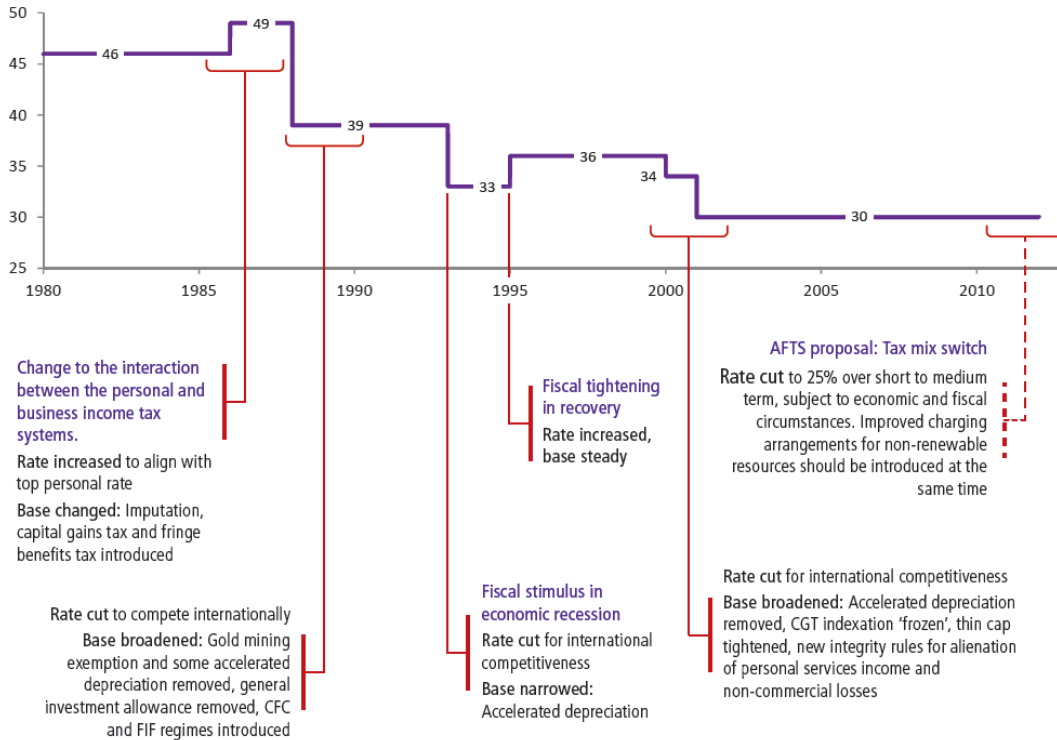 50
45
40
35
30
25
46
49
39
33
36
34
30
1980
1985
1990
1995
2000
2005
2010
Change to the interaction
between the personal and
business income tax
systems.
Rate increased to align with
top personal rate
Base changed: Imputation,
capital gains tax and fringe
benefits tax introduced
Rate cut to compete internationally
Base broadened: Gold mining
exemption and some accelerated
depreciation removed, general
investment allowance removed, CFC
and FIF regimes introduced
Fiscal stimulus in
economic recession
Rate cut for international
competitiveness
Base narrowed:
Accelerated depreciation
Fiscal tightening
in recovery
Rate increased,
base steady
Rate cut for international competitiveness
Base broadened: Accelerated depreciation
removed, CGT indexation ‘frozen’, thin cap
tightened, new integrity rules for alienation
of personal services income and
non-commercial losses
AFTS proposal: Tax mix switch
Rate cut to 25% over short to medium
term, subject to economic and fiscal
circumstances. Improved charging
arrangements for non-renewable
resources should be introduced at the
same time